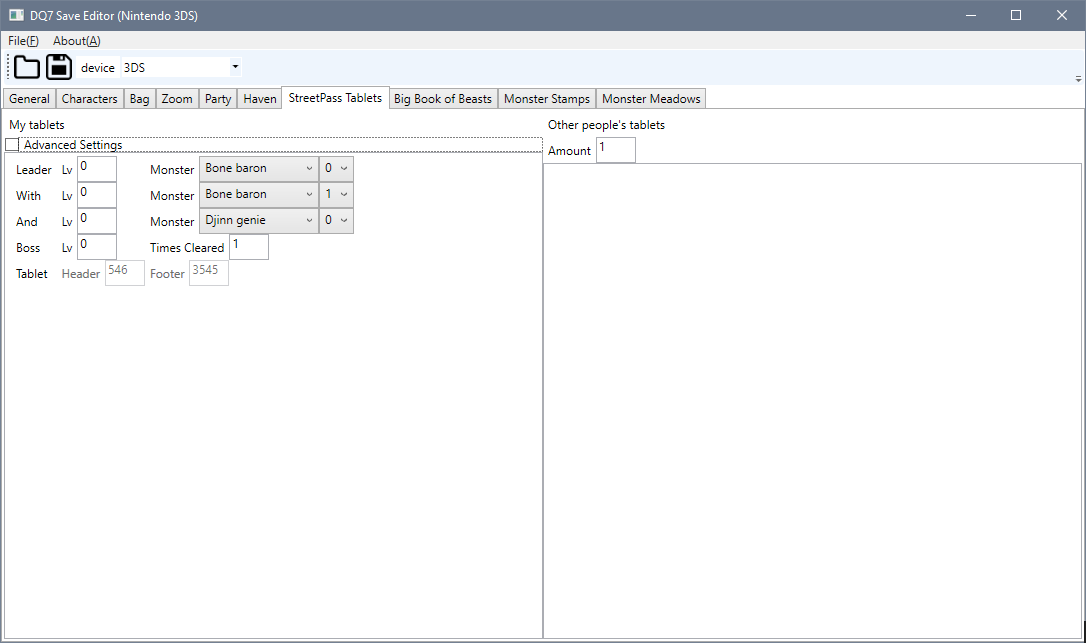 DQ7 Save Editor (Nintendo 3DS)
File(F) About(A)
device 3DS
General Characters Bag Zoom Party Haven StreetPass Tablets Big Book of Beasts Monster Stamps Monster Meadows
My tablets
Advanced Settings
Leader Lv 0 Monster Bone baron 0
With Lv 0 Monster Bone baron 1
And Lv 0 Monster Djinn genie 0
Boss Lv 0 Times Cleared 1
Tablet Header 546 Footer 3545
Other people's tablets
Amount 1